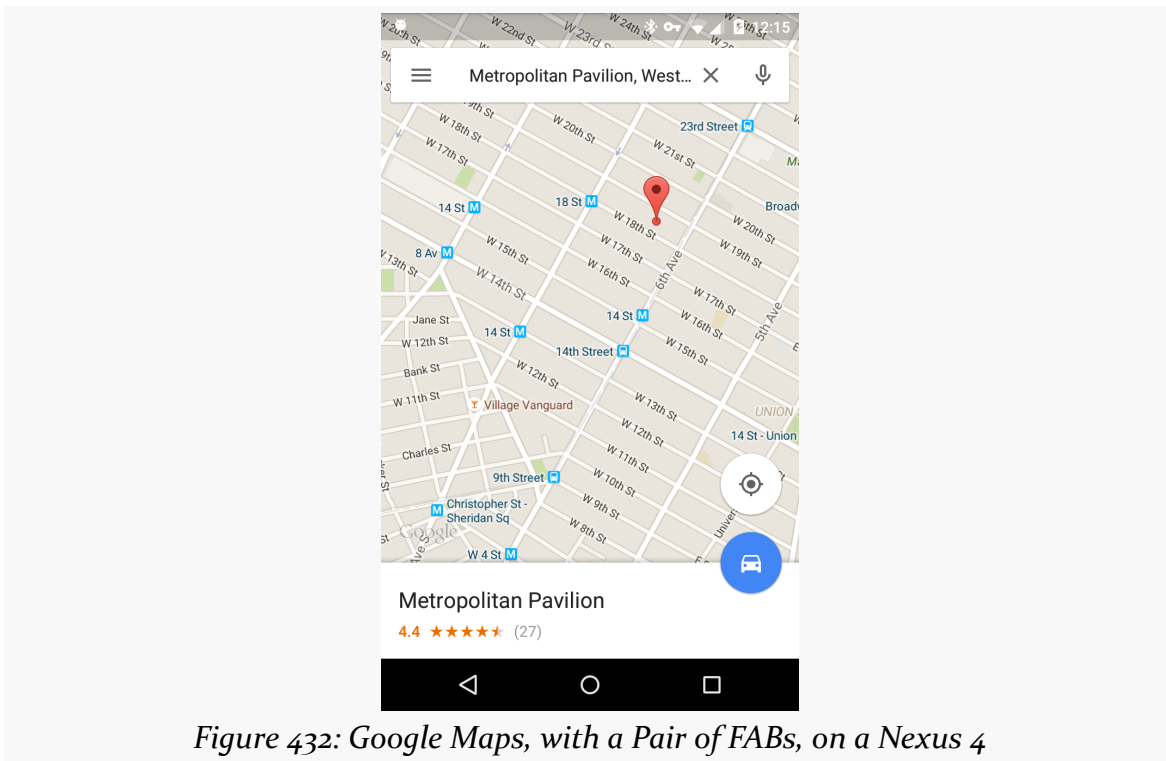 12:15
W 22nd St
W 23rd
W 24th St
Metropolitan Pavilion, West...
W 18th St
W 20th St
23rd Street
W 17th St
W 21st St
14 St
18 St
Broadw
W 18th St
W 20th St
8 Av
W 15th St
W 17th St
W 19th St
W 13th St
W 14th St
W 16th St
6th Ave
W 17th St
Jane St
14 St
14 St
W 16th St
5th Ave
W 12th St
14th Street
W 15th St
Bank St
W 12th St
W 11th St
Village Vanguard
W 13th St
UNION
W 12th St
14 St - Union
Charles St
W 11th St
9th Street
W 10th St
Christopher St -
Sheridan Sq
W 9th St
Univer
Google
W 8th St
Ave S
W 4 St
Metropolitan Pavilion
4.4 (27)
Figure 432: Google Maps, with a Pair of FABs, on a Nexus 4